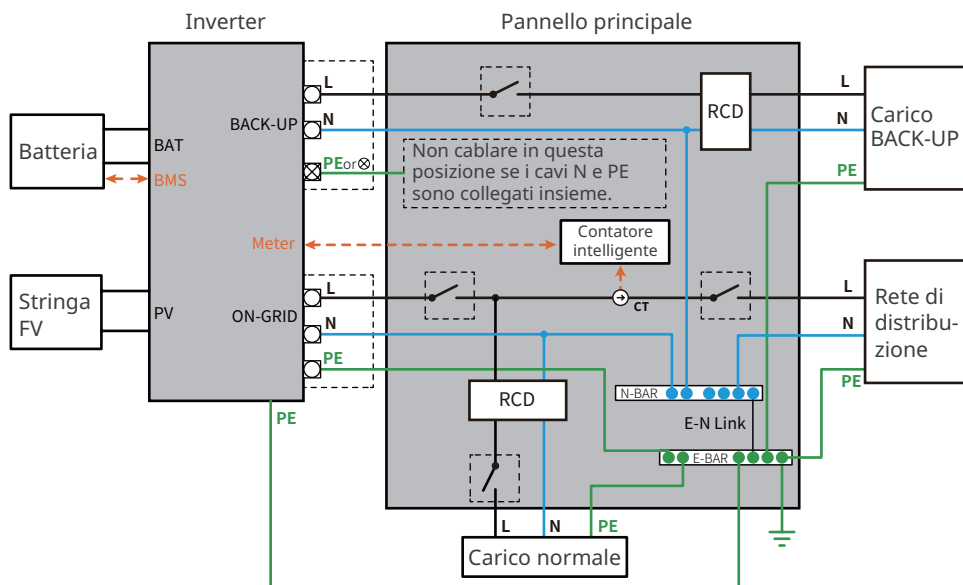 Inverter
Pannello principale
L
BACK-UP
N
PE or
BAT
BMS
Batteria
Meter
Stringa
FV
PV
ON-GRID
L
N
PE
PE
RCD
Non cablare in questa
posizione se i cavi N e PE
sono collegati insieme.
Contatore
intelligente
CT
RCD
N-BAR
E-N Link
E-BAR
L
N
PE
Carico
BACK-UP
L
N
PE
Rete di
distribu-
zione
L
N
PE
Carico normale